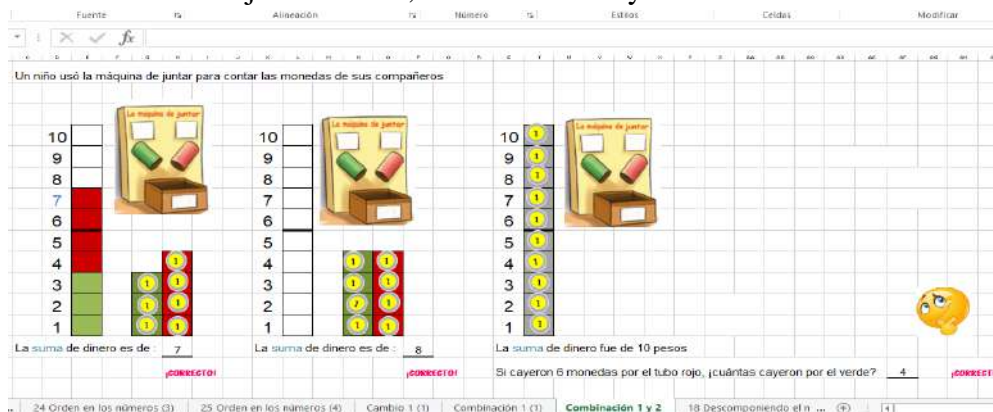 Fuente Alineación Número Estilos Celdas Modificar
fx
Un niño usó la máquina de juntar para contar las monedas de sus compañeros
La máquina de juntar
La máquina de juntar
La máquina de juntar
10 10 10
9 9 9
8 8 8
7 7 7
6 6 6
5 5 5
4 4 4
3 3 3
2 2 2
1 1 1
La suma de dinero es de : 7 La suma de dinero es de : 8 La suma de dinero fue de 10 pesos
¡CORRECTO! ¡CORRECTO! Si cayeron 6 monedas por el tubo rojo, ¿cuántas cayeron por el verde? 4
24 Orden en los números (3) 25 Orden en los números (4) Cambio 1 (1) Combinación 1 (1) Combinación 1 y 2 18 Descomponiendo el n ...